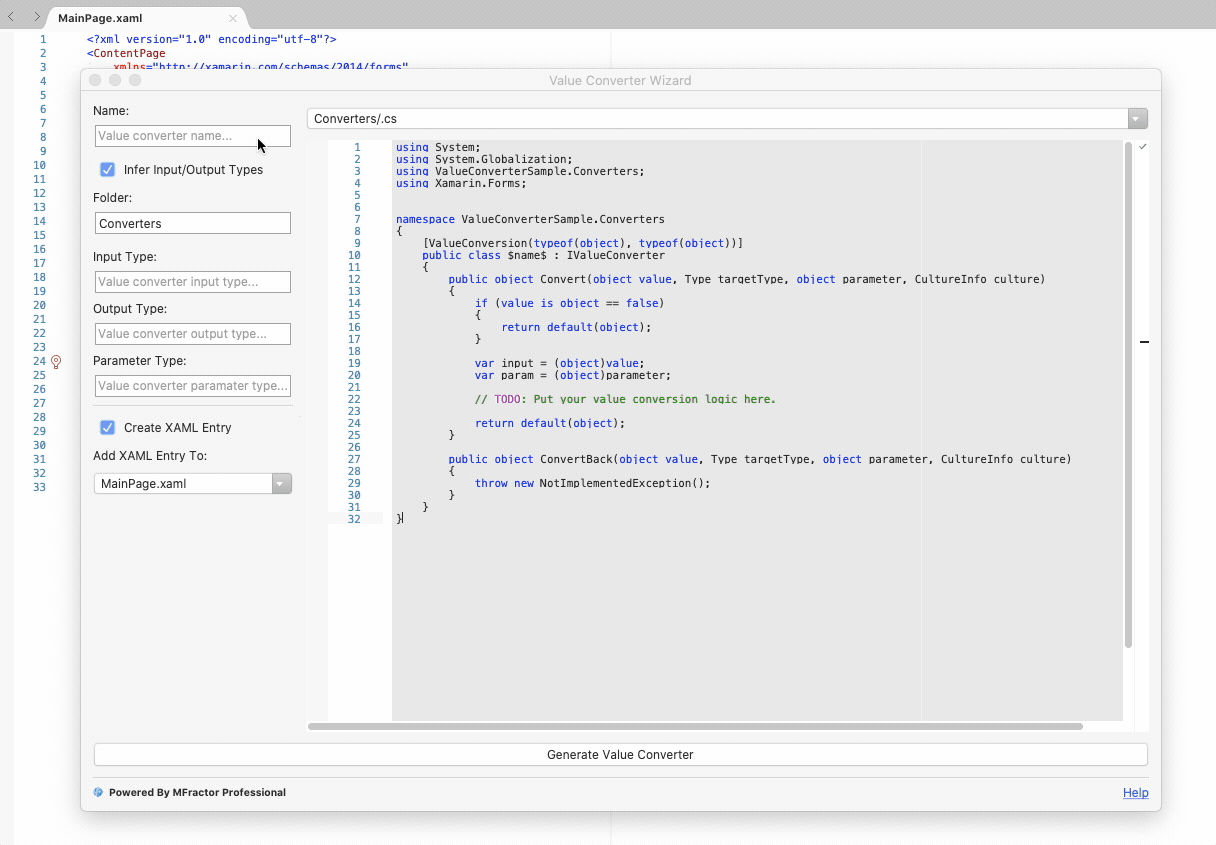 MainPage.xaml
1 <?xml version="1.0" encoding="utf-8"?>
2 <ContentPage
3 xmlns="http://xamarin.com/schemas/2014/forms"
4
5
6
7
8
9
10
11
12
13
14
15
16
17
18
19
20
21
22
23
24
25
26
27
28
29
30
31
32
33
Value Converter Wizard
Name:
Value converter name...
Infer Input/Output Types
Folder:
Converters
Input Type:
Value converter input type...
Output Type:
Value converter output type...
Parameter Type:
Value converter paramater type...
Create XAML Entry
Add XAML Entry To:
MainPage.xaml
Converters/.cs
1 using System;
2 using System.Globalization;
3 using ValueConverterSample.Converters;
4 using Xamarin.Forms;
5
6
7 namespace ValueConverterSample.Converters
8 {
9 [ValueConversion(typeof(object), typeof(object))]
10 public class $name$ : IValueConverter
11 {
12 public object Convert(object value, Type targetType, object parameter, CultureInfo culture)
13 {
14 if (value is object == false)
15 {
16 return default(object);
17 }
18
19 var input = (object)value;
20 var param = (object)parameter;
21
22 // TODO: Put your value conversion logic here.
23
24 return default(object);
25 }
26
27 public object ConvertBack(object value, Type targetType, object parameter, CultureInfo culture)
28 {
29 throw new NotImplementedException();
30 }
31 }
32 }
Generate Value Converter
Powered By MFractor Professional
Help